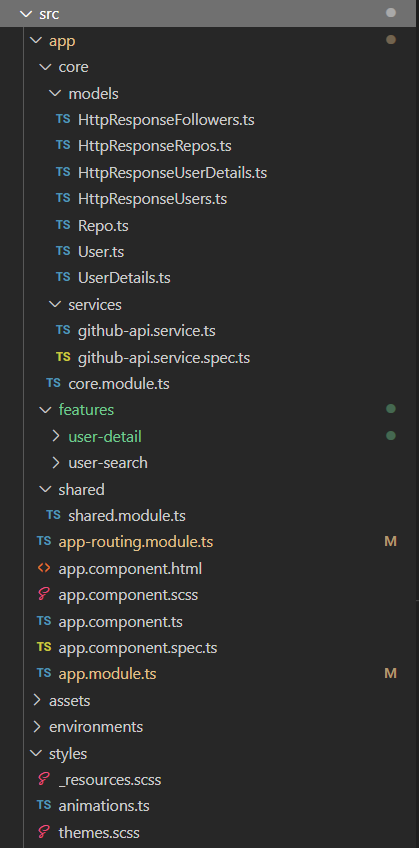 src
app
core
models
TS HttpResponseFollowers.ts
TS HttpResponseRepos.ts
TS HttpResponseUserDetails.ts
TS HttpResponseUsers.ts
TS Repo.ts
TS User.ts
TS UserDetails.ts
services
TS github-api.service.ts
TS github-api.service.spec.ts
TS core.module.ts
features
user-detail
user-search
shared
TS shared.module.ts
TS app-routing.module.ts M
app.component.html
app.component.scss
TS app.component.ts
TS app.component.spec.ts
TS app.module.ts M
assets
environments
styles
_resources.scss
TS animations.ts
themes.scss